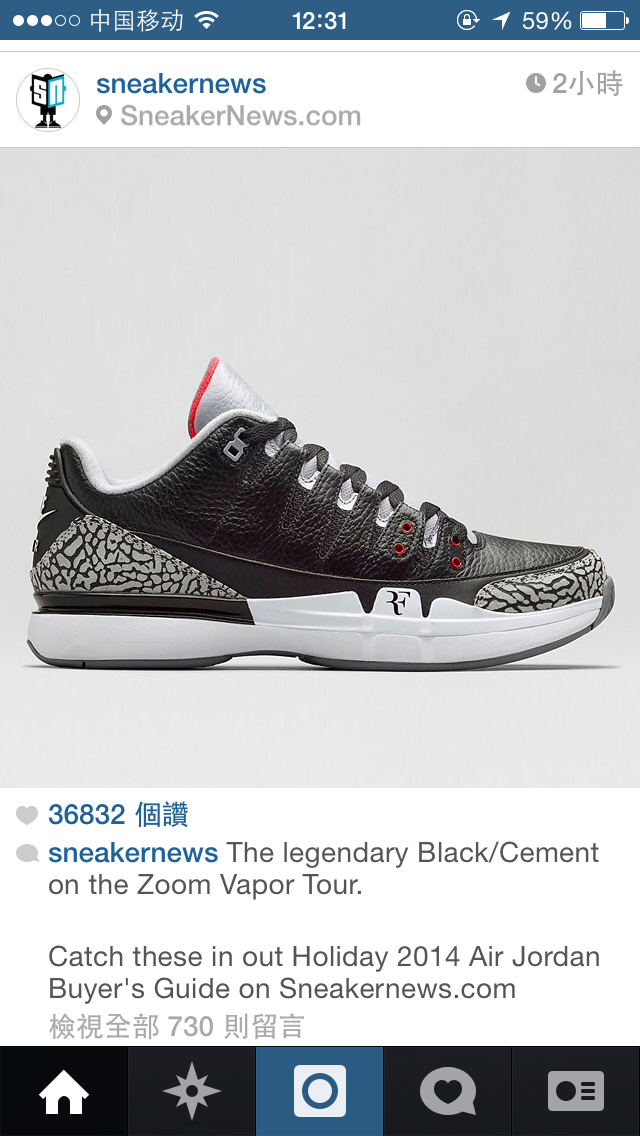 中国移动 12:31 59%
SN
sneakernews 2小時
SneakerNews.com
RF
36832 個讚
sneakernews The legendary Black/Cement
on the Zoom Vapor Tour.
Catch these in out Holiday 2014 Air Jordan
Buyer's Guide on Sneakernews.com
檢視全部 730 則留言